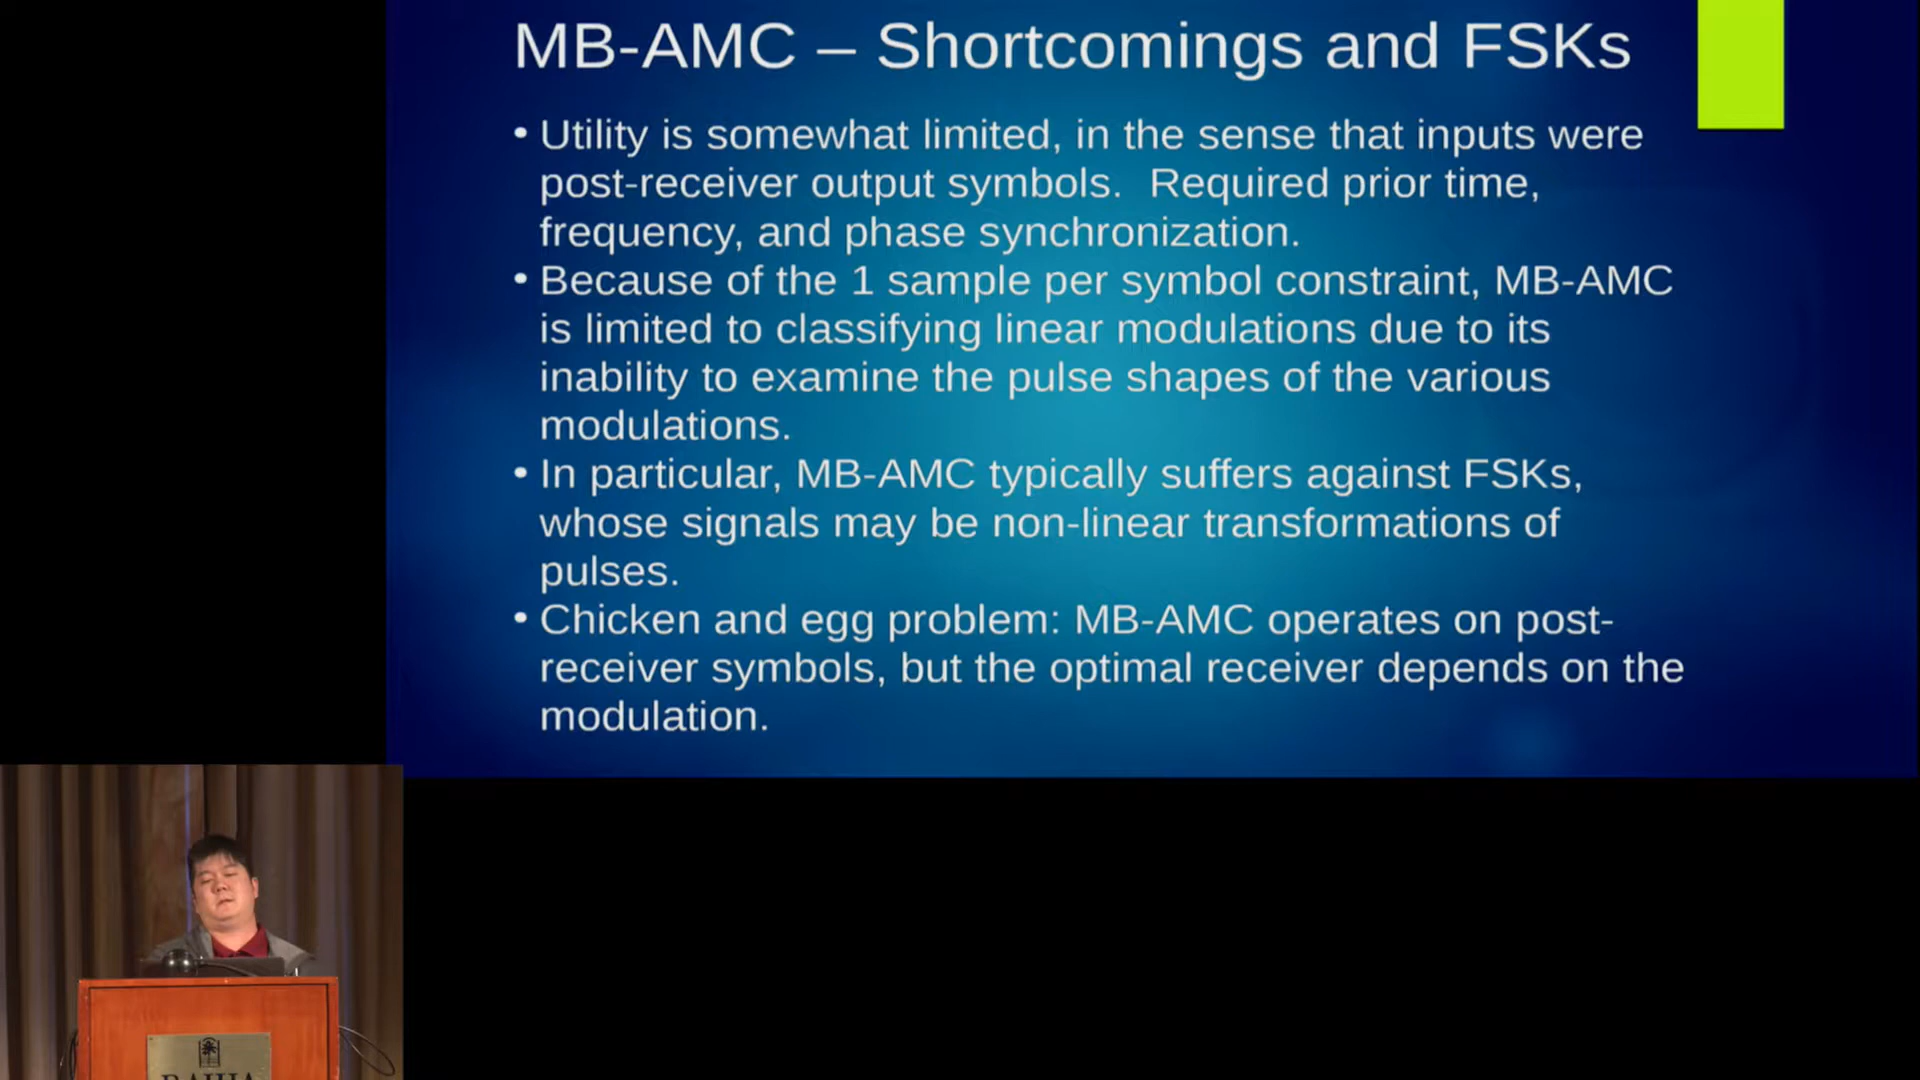 MB-AMC – Shortcomings and FSKs
• Utility is somewhat limited, in the sense that inputs were
post-receiver output symbols.  Required prior time,
frequency, and phase synchronization.
• Because of the 1 sample per symbol constraint, MB-AMC
is limited to classifying linear modulations due to its
inability to examine the pulse shapes of the various
modulations.
• In particular, MB-AMC typically suffers against FSKs,
whose signals may be non-linear transformations of
pulses.
• Chicken and egg problem: MB-AMC operates on post-
receiver symbols, but the optimal receiver depends on the
modulation.
BAHIA